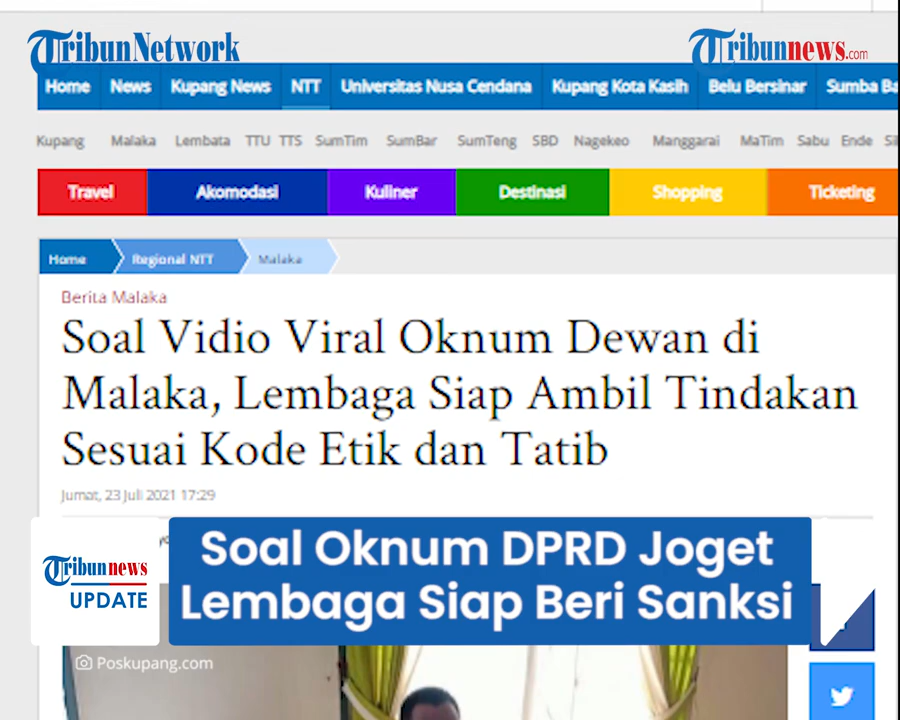 TribunNetwork
Tribunnews.com
Home News Kupang News NTT Universitas Nusa Cendana Kupang Kota Kasih Belu Bersinar Sumba Ba
Kupang Malaka Lembata TTU TTS SumTim SumBar SumTeng SBD Nagekeo Manggarai MaTim Sabu Ende
Travel Akomodasi Kuliner Destinasi Shopping Ticketing
Home Regional NTT Malaka
Berita Malaka
Soal Vidio Viral Oknum Dewan di
Malaka, Lembaga Siap Ambil Tindakan
Sesuai Kode Etik dan Tatib
Jumat, 23 Juli 2021 17:29
Tribunnews
UPDATE
Soal Oknum DPRD Joget
Lembaga Siap Beri Sanksi
Poskupang.com